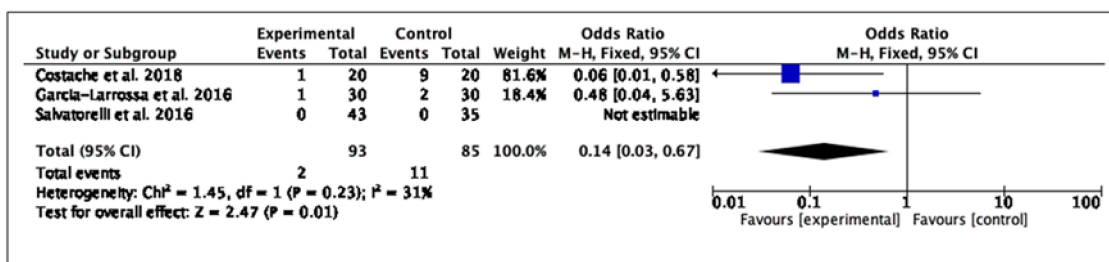 Experimental Control Odds Ratio Odds Ratio
Study or Subgroup Events Total Events Total Weight M-H, Fixed, 95% CI M-H, Fixed, 95% CI
Costache et al. 2018 1 20 9 20 81.6% 0.06 [0.01, 0.58]
Garcia-Larrossa et al. 2016 1 30 2 30 18.4% 0.48 [0.04, 5.63]
Salvatorelli et al. 2016 0 43 0 35 Not estimable
Total (95% CI) 93 85 100.0% 0.14 [0.03, 0.67]
Total events 2 11
Heterogeneity: Chi² = 1.45, df = 1 (P = 0.23); I² = 31%
Test for overall effect: Z = 2.47 (P = 0.01)
0.01 0.1 1 10 100
Favours [experimental] Favours [control]